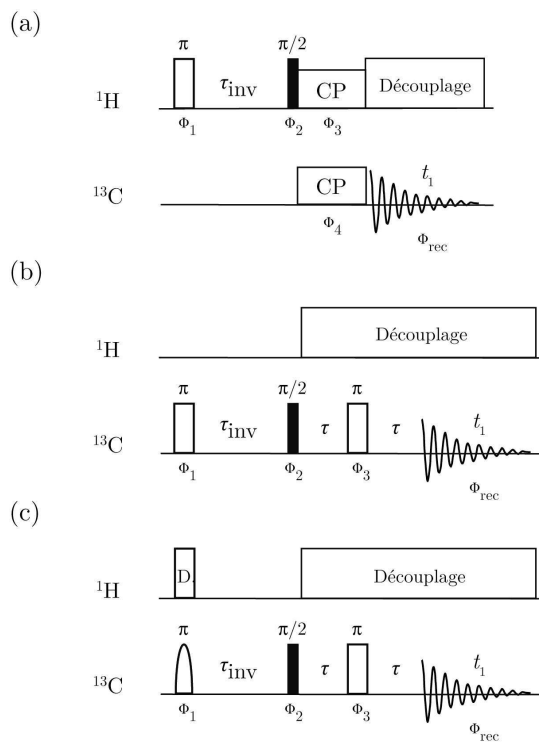 (a)
π π/2
¹H τinv CP Découplage
Φ1 Φ2 Φ3
¹³C CP t1
Φ4 Φrec
(b)
¹H Découplage
π π/2 π
¹³C τinv τ τ t1
Φ1 Φ2 Φ3 Φrec
(c)
¹H D. Découplage
π π/2 π
¹³C τinv τ τ t1
Φ1 Φ2 Φ3 Φrec